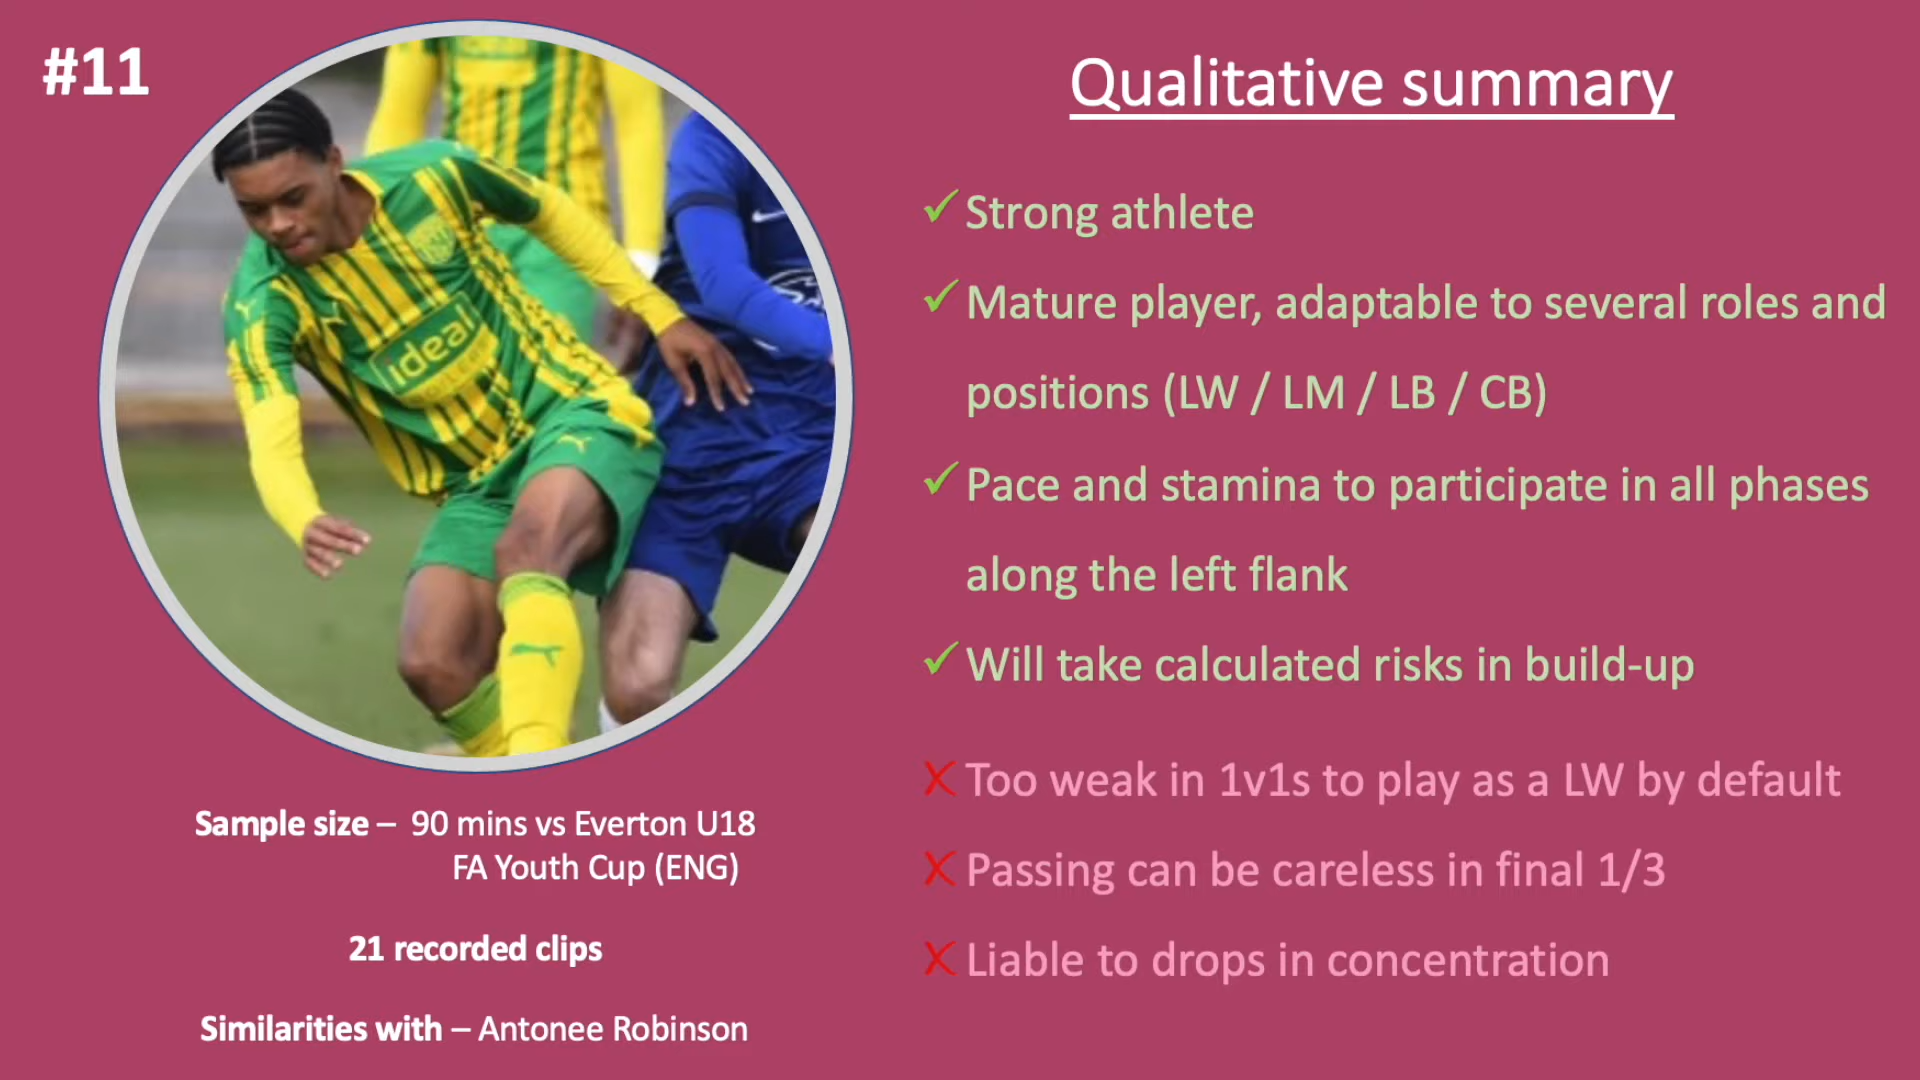 #11
ideal
Sample size – 90 mins vs Everton U18
FA Youth Cup (ENG)
21 recorded clips
Similarities with – Antonee Robinson
Qualitative summary
✓ Strong athlete
✓ Mature player, adaptable to several roles and
positions (LW / LM / LB / CB)
✓ Pace and stamina to participate in all phases
along the left flank
✓ Will take calculated risks in build-up
X Too weak in 1v1s to play as a LW by default
X Passing can be careless in final 1/3
X Liable to drops in concentration